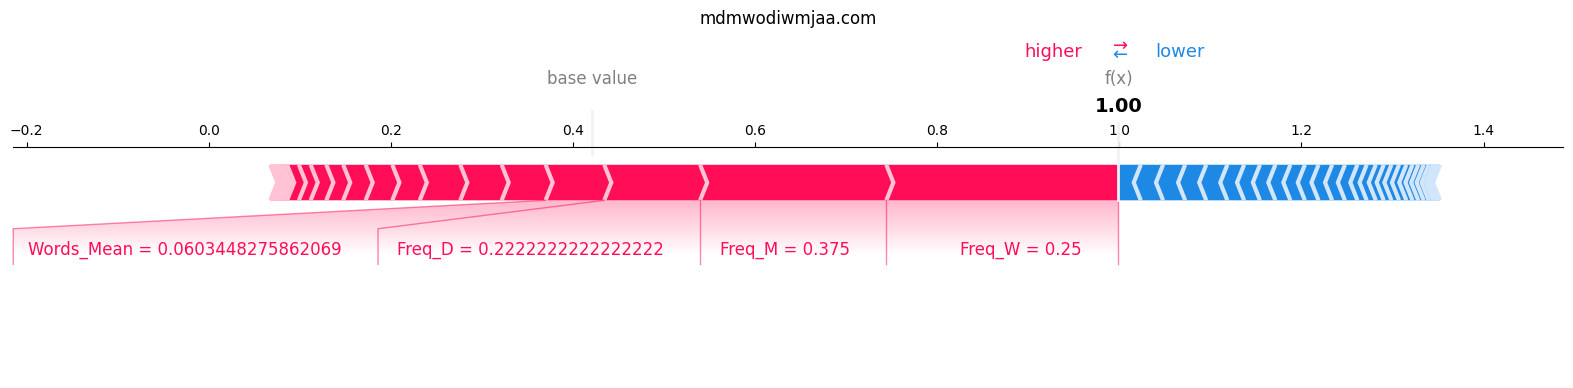 mdmwodiwmjaa.com
higher ⇄ lower
base value f(x)
1.00
−0.2 0.0 0.2 0.4 0.6 0.8 1.0 1.2 1.4
Words_Mean = 0.0603448275862069 Freq_D = 0.2222222222222222 Freq_M = 0.375 Freq_W = 0.25